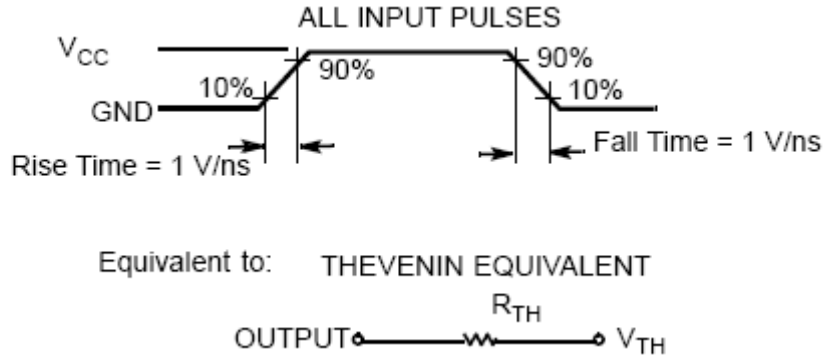 ALL INPUT PULSES
VCC
10%
90%
90%
10%
GND
Rise Time = 1 V/ns
Fall Time = 1 V/ns
Equivalent to:
THEVENIN EQUIVALENT
RTH
OUTPUT
VTH